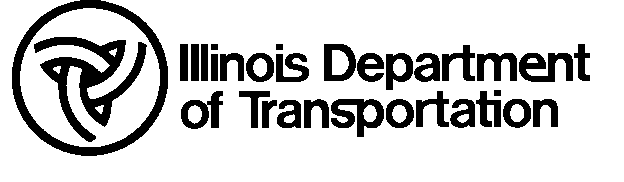 Illinois Department
of Transportation